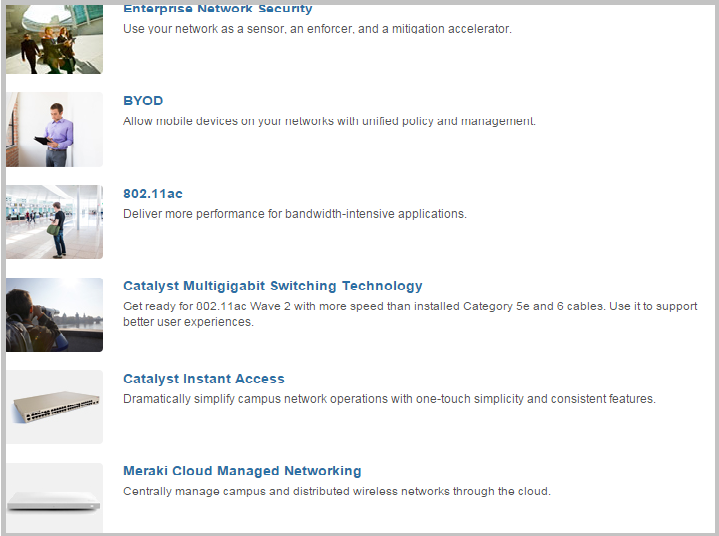 Enterprise Network Security
Use your network as a sensor, an enforcer, and a mitigation accelerator.
BYOD
Allow mobile devices on your networks with unified policy and management.
802.11ac
Deliver more performance for bandwidth-intensive applications.
Catalyst Multigigabit Switching Technology
Get ready for 802.11ac Wave 2 with more speed than installed Category 5e and 6 cables. Use it to support
better user experiences.
Catalyst Instant Access
Dramatically simplify campus network operations with one-touch simplicity and consistent features.
Meraki Cloud Managed Networking
Centrally manage campus and distributed wireless networks through the cloud.